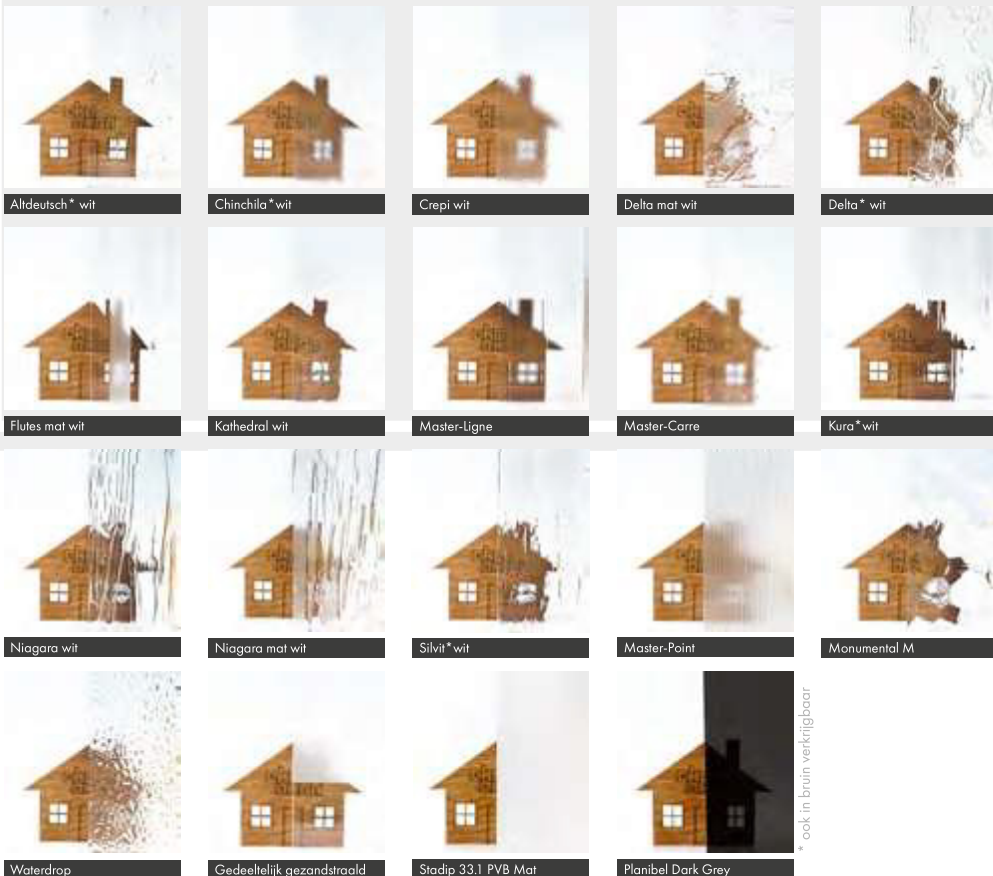 Altdeutsch* wit
Chinchila*wit
Crepi wit
Delta mat wit
Delta* wit
Flutes mat wit
Kathedral wit
Master-Ligne
Master-Carre
Kura*wit
Niagara wit
Niagara mat wit
Silvit*wit
Master-Point
Monumental M
Waterdrop
Gedeeltelijk gezandstraald
Stadip 33.1 PVB Mat
Planibel Dark Grey
* ook in bruin verkrijgbaar